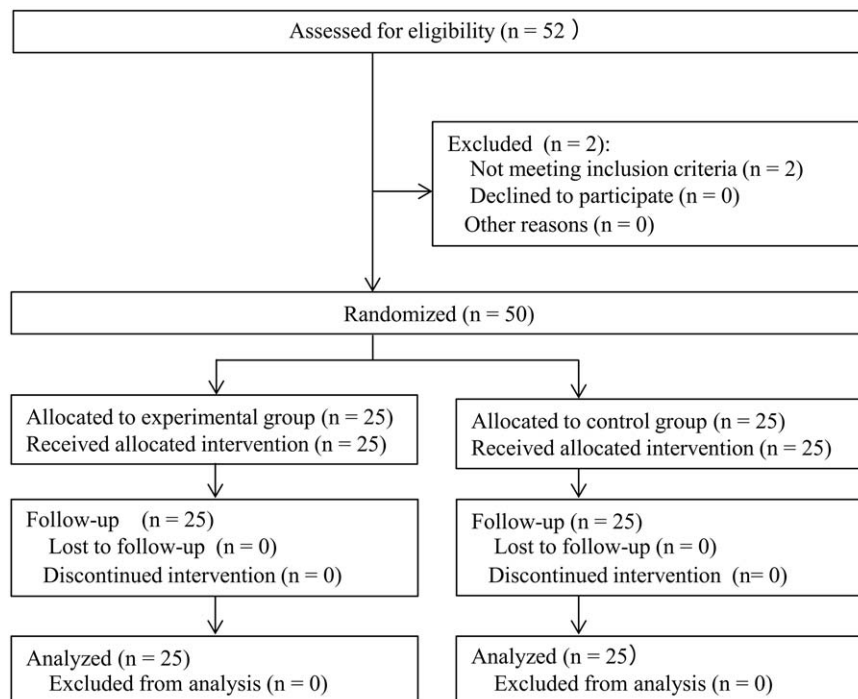 Assessed for eligibility (n = 52 )
Excluded (n = 2):
Not meeting inclusion criteria (n = 2)
Declined to participate (n = 0)
Other reasons (n = 0)
Randomized (n = 50)
Allocated to experimental group (n = 25)
Received allocated intervention (n = 25)
Allocated to control group (n = 25)
Received allocated intervention (n = 25)
Follow-up (n = 25)
Lost to follow-up (n = 0)
Discontinued intervention (n = 0)
Follow-up (n = 25)
Lost to follow-up (n = 0)
Discontinued intervention (n= 0)
Analyzed (n = 25)
Excluded from analysis (n = 0)
Analyzed (n = 25)
Excluded from analysis (n = 0)